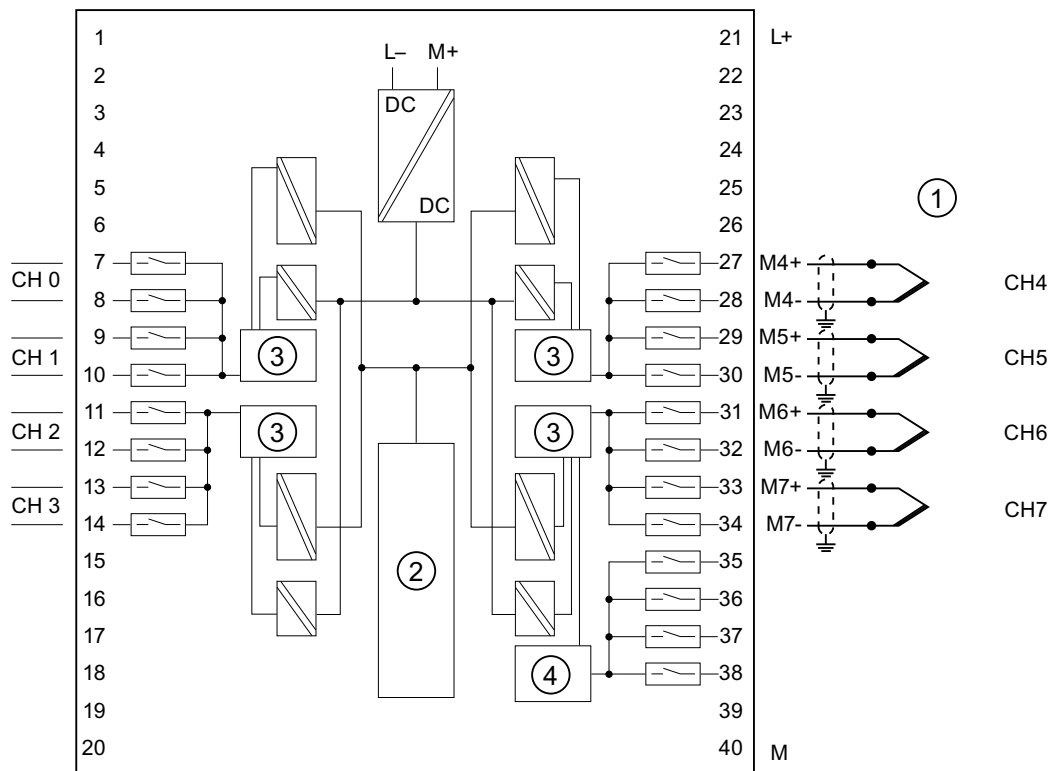 1 21 L+
L– M+
2 22
3 DC 23
4 24
5 25 1
6 DC 26
7 27 M4+
CH 0 CH4
8 28 M4-
9 29 M5+
CH 1 3 3 CH5
10 30 M5-
11 31 M6+
CH 2 3 3 CH6
12 32 M6-
13 33 M7+
CH 3 CH7
14 34 M7-
15 2 35
16 36
17 37
18 4 38
19 39
20 40 M